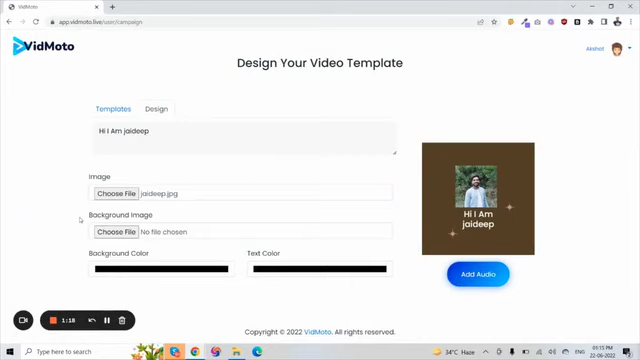 VidMoto
app.vidmoto.live/user/campaign
VidMoto
Akshat
Design Your Video Template
Templates
Design
Hi I Am jaideep
Image
Choose File jaideep.jpg
Background Image
Choose File No file chosen
Background Color
Text Color
Hi I Am
jaideep
Add Audio
1:18
Copyright © 2022 VidMoto. All rights reserved.
Type here to search
34°C Haze
ENG
01:15 PM
22-06-2022